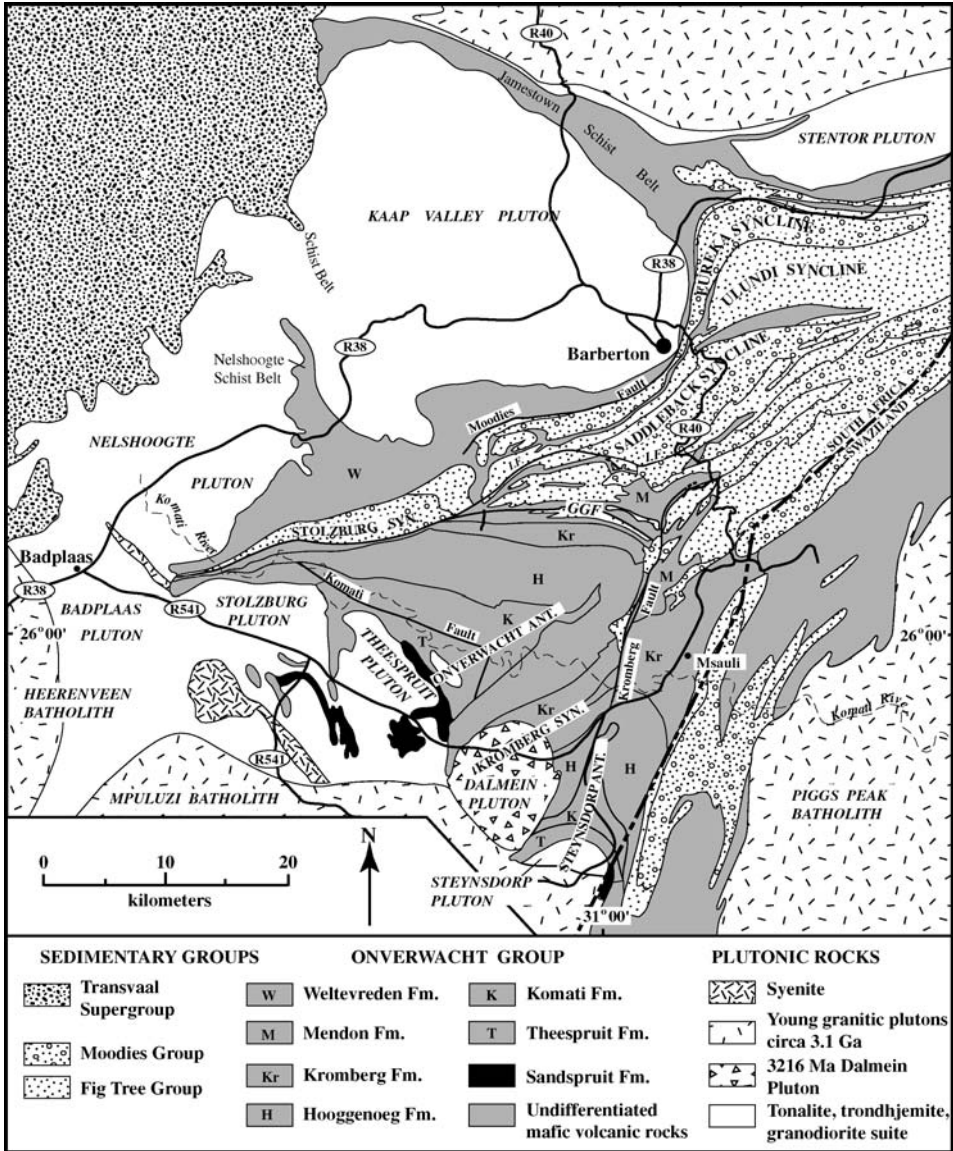 R40
Jamestown
Schist
Belt
STENTOR PLUTON
KAAP VALLEY PLUTON
Schist Belt
EUREKA SYNCLINE
ULUNDI SYNCLINE
R38
R38
Barberton
Nelshoogte
Schist Belt
Moodies
Fault
SADDLEBACK SYNCLINE
R40
SOUTH AFRICA
SWAZILAND
NELSHOOGTE
PLUTON
W
I.F.
I.F.
M
STOLZBURG SYN.
GGF
Kr
Komati
River
Badplaas
R38
R541
BADPLAAS
PLUTON
STOLZBURG
PLUTON
H
M
Komati
Fault
K
T
THEESPRUIT
PLUTON
ONVERWACHT ANT.
Kromberg
Fault
Kr
Msauli
26°00'
26°00'
HEERENVEEN
BATHOLITH
Komati Rive
Kr
KROMBERG SYN.
R541
MPULUZI BATHOLITH
DALMEIN
PLUTON
H
H
STEYNSDORP ANT.
K
T
PIGGS PEAK
BATHOLITH
STEYNSDORP
PLUTON
31°00'
N
0 10 20
kilometers
SEDIMENTARY GROUPS
Transvaal
Supergroup
Moodies Group
Fig Tree Group
ONVERWACHT GROUP
W Weltevreden Fm.
M Mendon Fm.
Kr Kromberg Fm.
H Hooggenoeg Fm.
K Komati Fm.
T Theespruit Fm.
Sandspruit Fm.
Undifferentiated
mafic volcanic rocks
PLUTONIC ROCKS
Syenite
Young granitic plutons
circa 3.1 Ga
3216 Ma Dalmein
Pluton
Tonalite, trondhjemite,
granodiorite suite